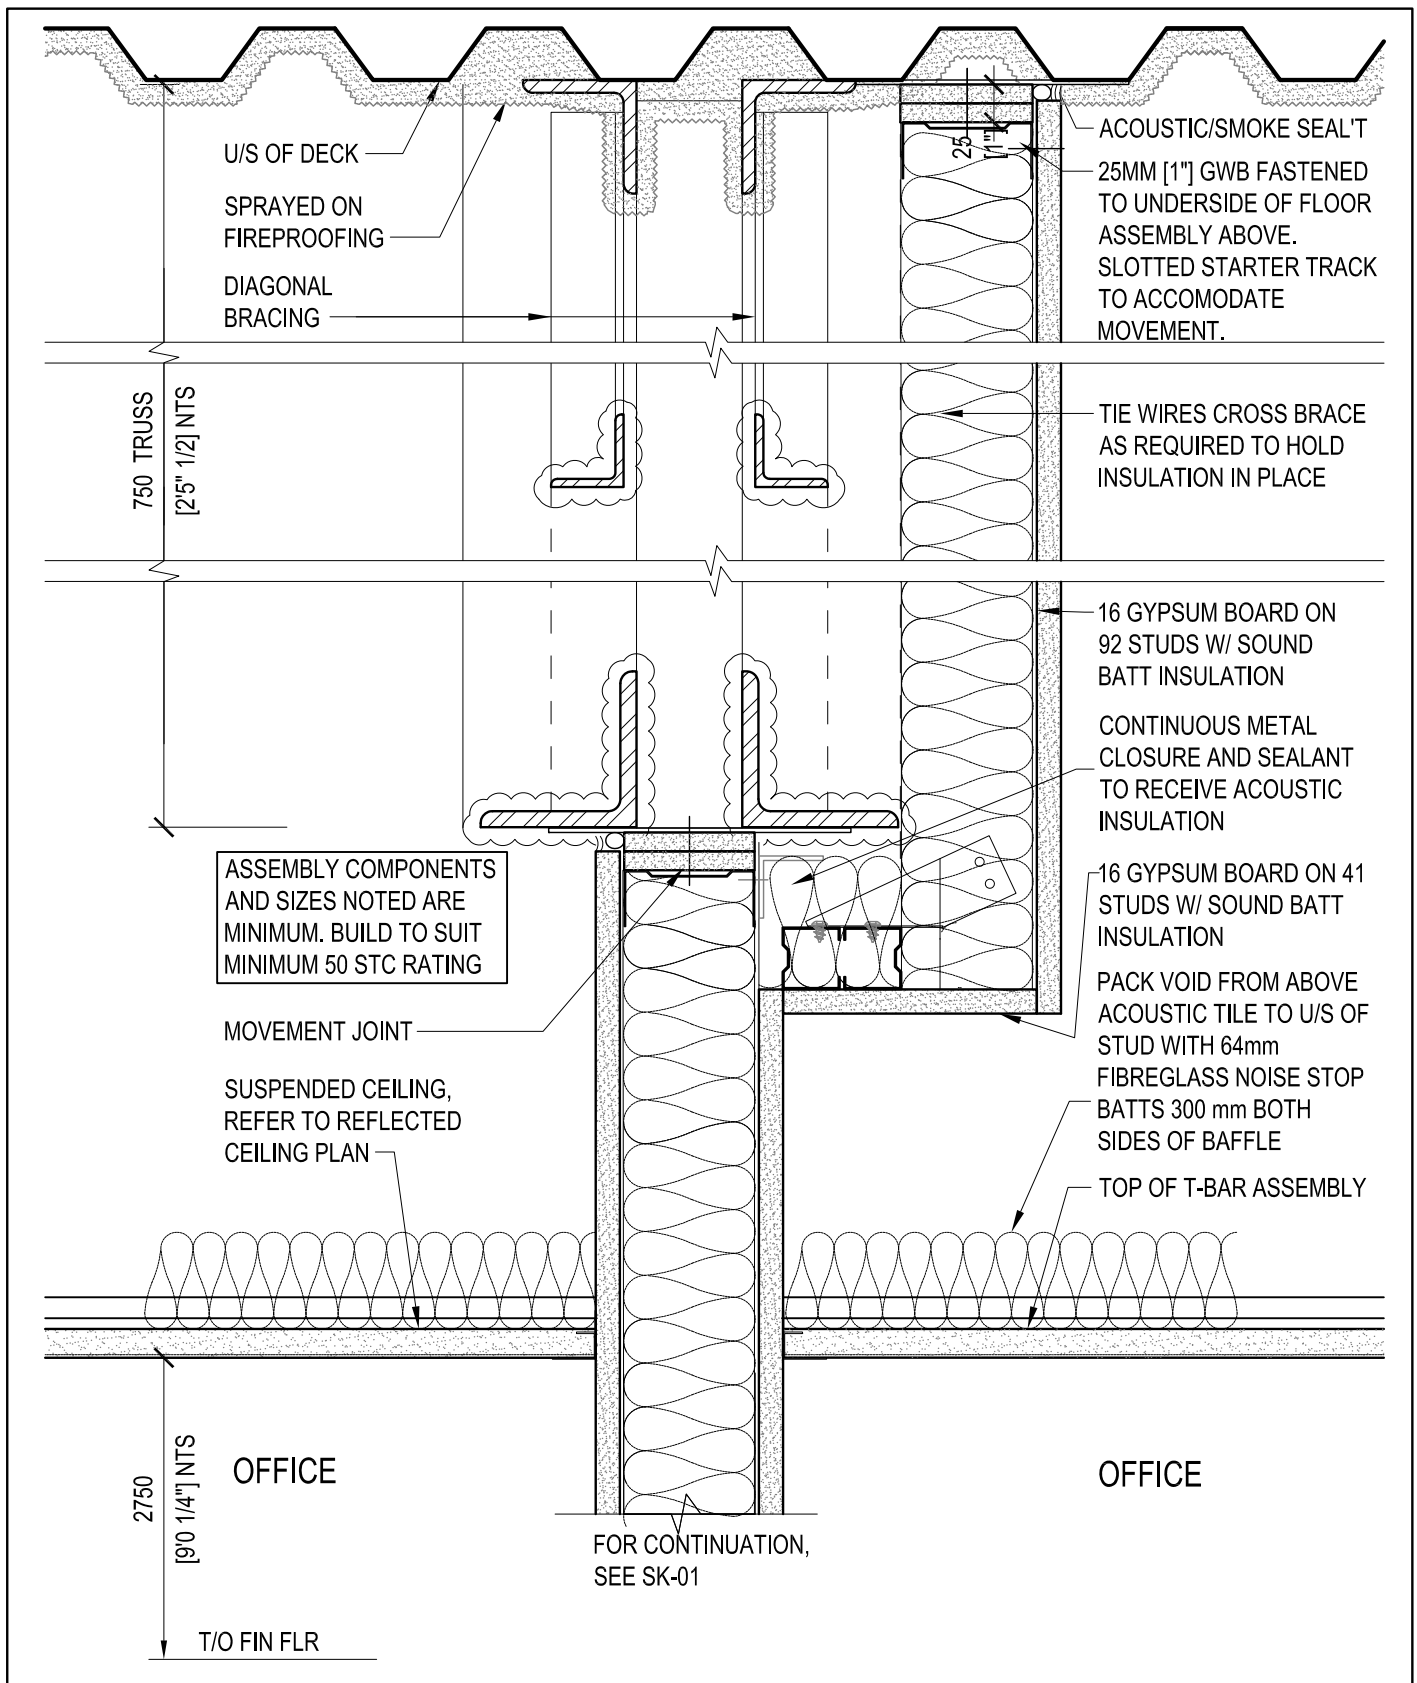 U/S OF DECK
SPRAYED ON
FIREPROOFING
DIAGONAL
BRACING
750 TRUSS
[2'5" 1/2] NTS
ASSEMBLY COMPONENTS
AND SIZES NOTED ARE
MINIMUM. BUILD TO SUIT
MINIMUM 50 STC RATING
MOVEMENT JOINT
SUSPENDED CEILING,
REFER TO REFLECTED
CEILING PLAN
25
[1"]
ACOUSTIC/SMOKE SEAL'T
25MM [1"] GWB FASTENED
TO UNDERSIDE OF FLOOR
ASSEMBLY ABOVE.
SLOTTED STARTER TRACK
TO ACCOMODATE
MOVEMENT.
TIE WIRES CROSS BRACE
AS REQUIRED TO HOLD
INSULATION IN PLACE
16 GYPSUM BOARD ON
92 STUDS W/ SOUND
BATT INSULATION
CONTINUOUS METAL
CLOSURE AND SEALANT
TO RECEIVE ACOUSTIC
INSULATION
16 GYPSUM BOARD ON 41
STUDS W/ SOUND BATT
INSULATION
PACK VOID FROM ABOVE
ACOUSTIC TILE TO U/S OF
STUD WITH 64mm
FIBREGLASS NOISE STOP
BATTS 300 mm BOTH
SIDES OF BAFFLE
TOP OF T-BAR ASSEMBLY
2750
[9'0 1/4"] NTS
OFFICE
OFFICE
FOR CONTINUATION,
SEE SK-01
T/O FIN FLR